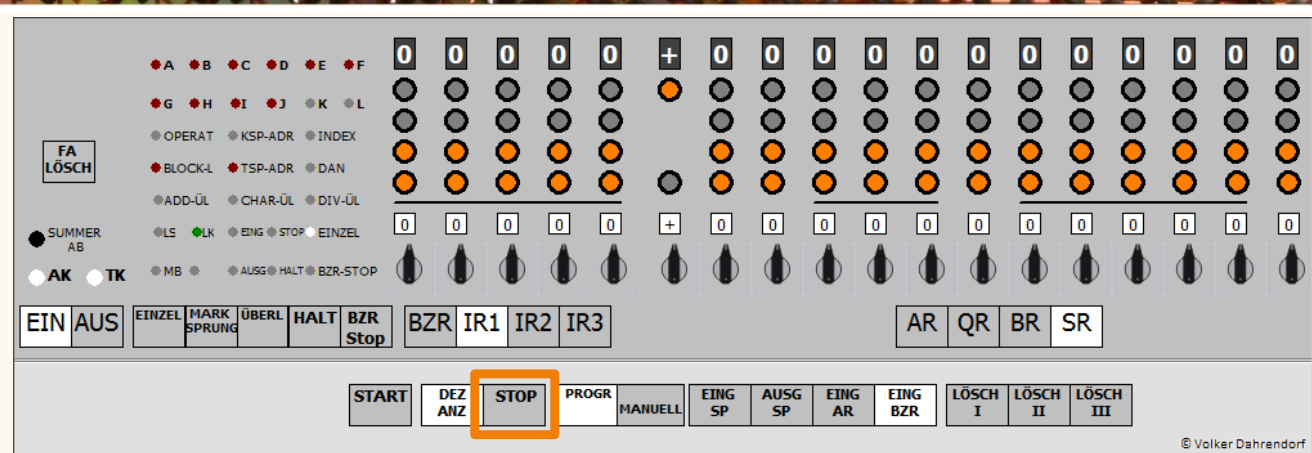 0 0 0 0 0 + 0 0 0 0 0 0 0 0 0 0 0 0
A B C D E F
G H I J K L
OPERAT KSP-ADR INDEX
FA
LÖSCH
BLOCK-L TSP-ADR DAN
ADD-ÜL CHAR-ÜL DIV-ÜL
0 0 0 0 0 + 0 0 0 0 0 0 0 0 0 0 0 0
SUMMER
AB
LS LK EING STOP EINZEL
AK TK
MB AUSG HALT BZR-STOP
EIN AUS
EINZEL
MARK
SPRUNG
ÜBERL
HALT
BZR
Stop
BZR IR1 IR2 IR3
AR QR BR SR
START
DEZ
ANZ
STOP
PROGR
MANUELL
EING
SP
AUSG
SP
EING
AR
EING
BZR
LÖSCH
I
LÖSCH
II
LÖSCH
III
© Volker Dahrendorf